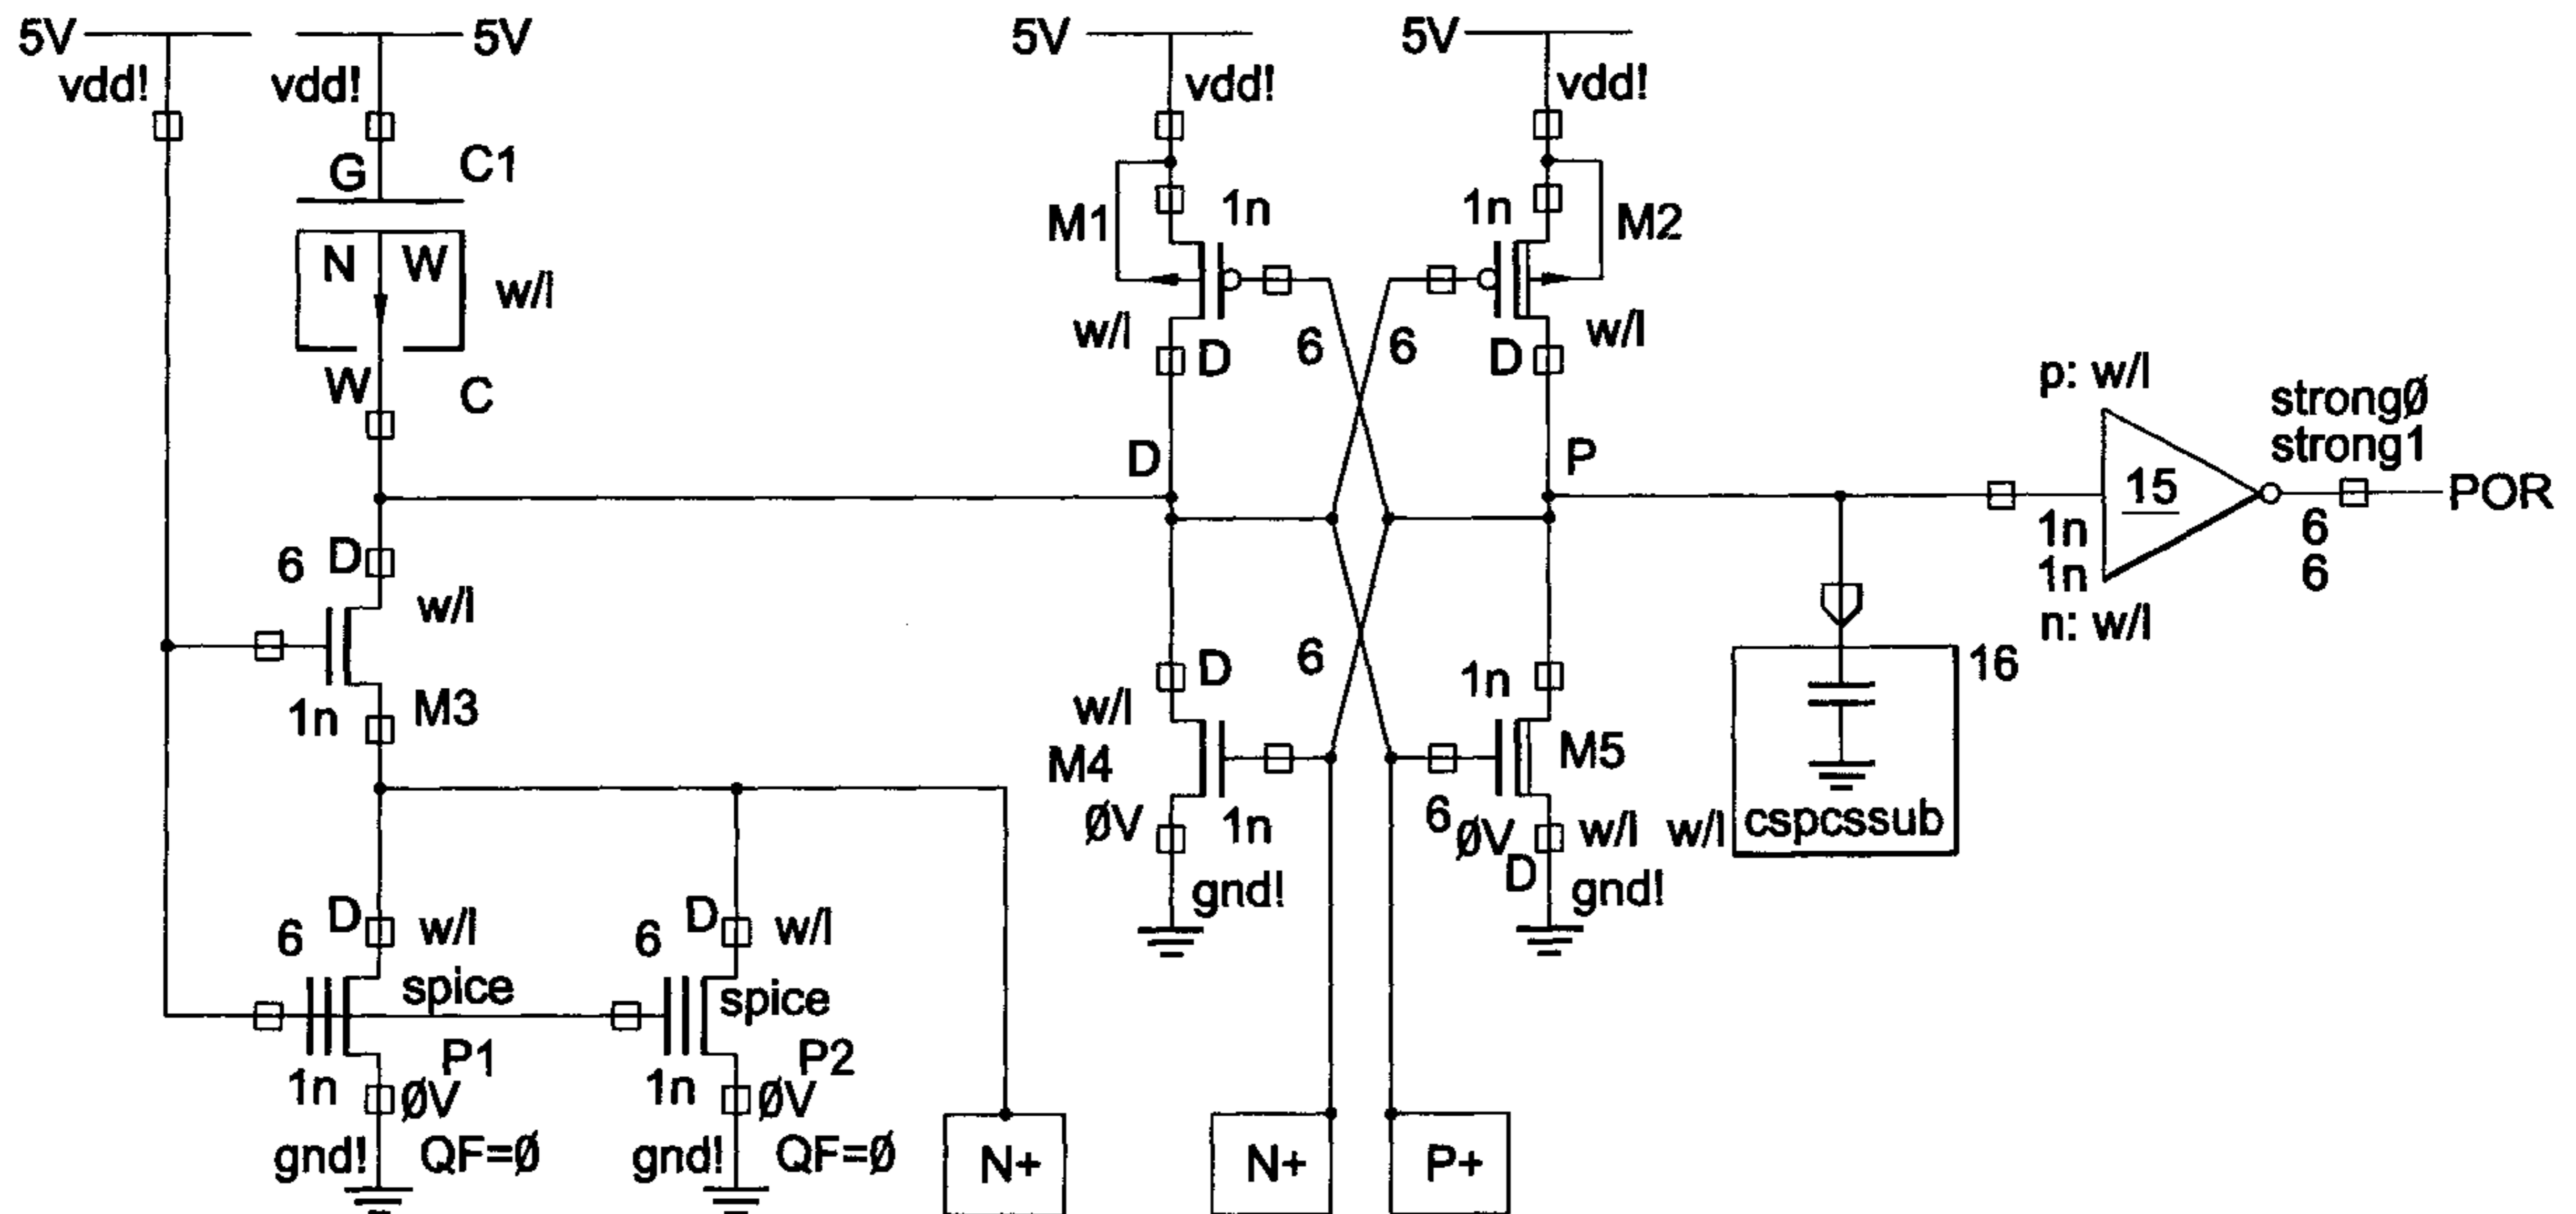 5V
5V
5V
5V
vdd!
vdd!
vdd!
vdd!
G
C1
1n
1n
M1
M2
N W
w/l
w/l
6
6
w/l
D
D
W
C
p: w/l
strongØ
strong1
D
P
15
POR
1n
6
1n
6
n: w/l
6
D
w/l
1n
M3
6
D
1n
w/l
M4
M5
16
ØV
1n
6
ØV
w/l
w/l
cspcssub
D
gnd!
gnd!
6
D
w/l
6
D
w/l
spice
spice
P1
P2
1n
ØV
1n
ØV
gnd!
QF=Ø
gnd!
QF=Ø
N+
N+
P+